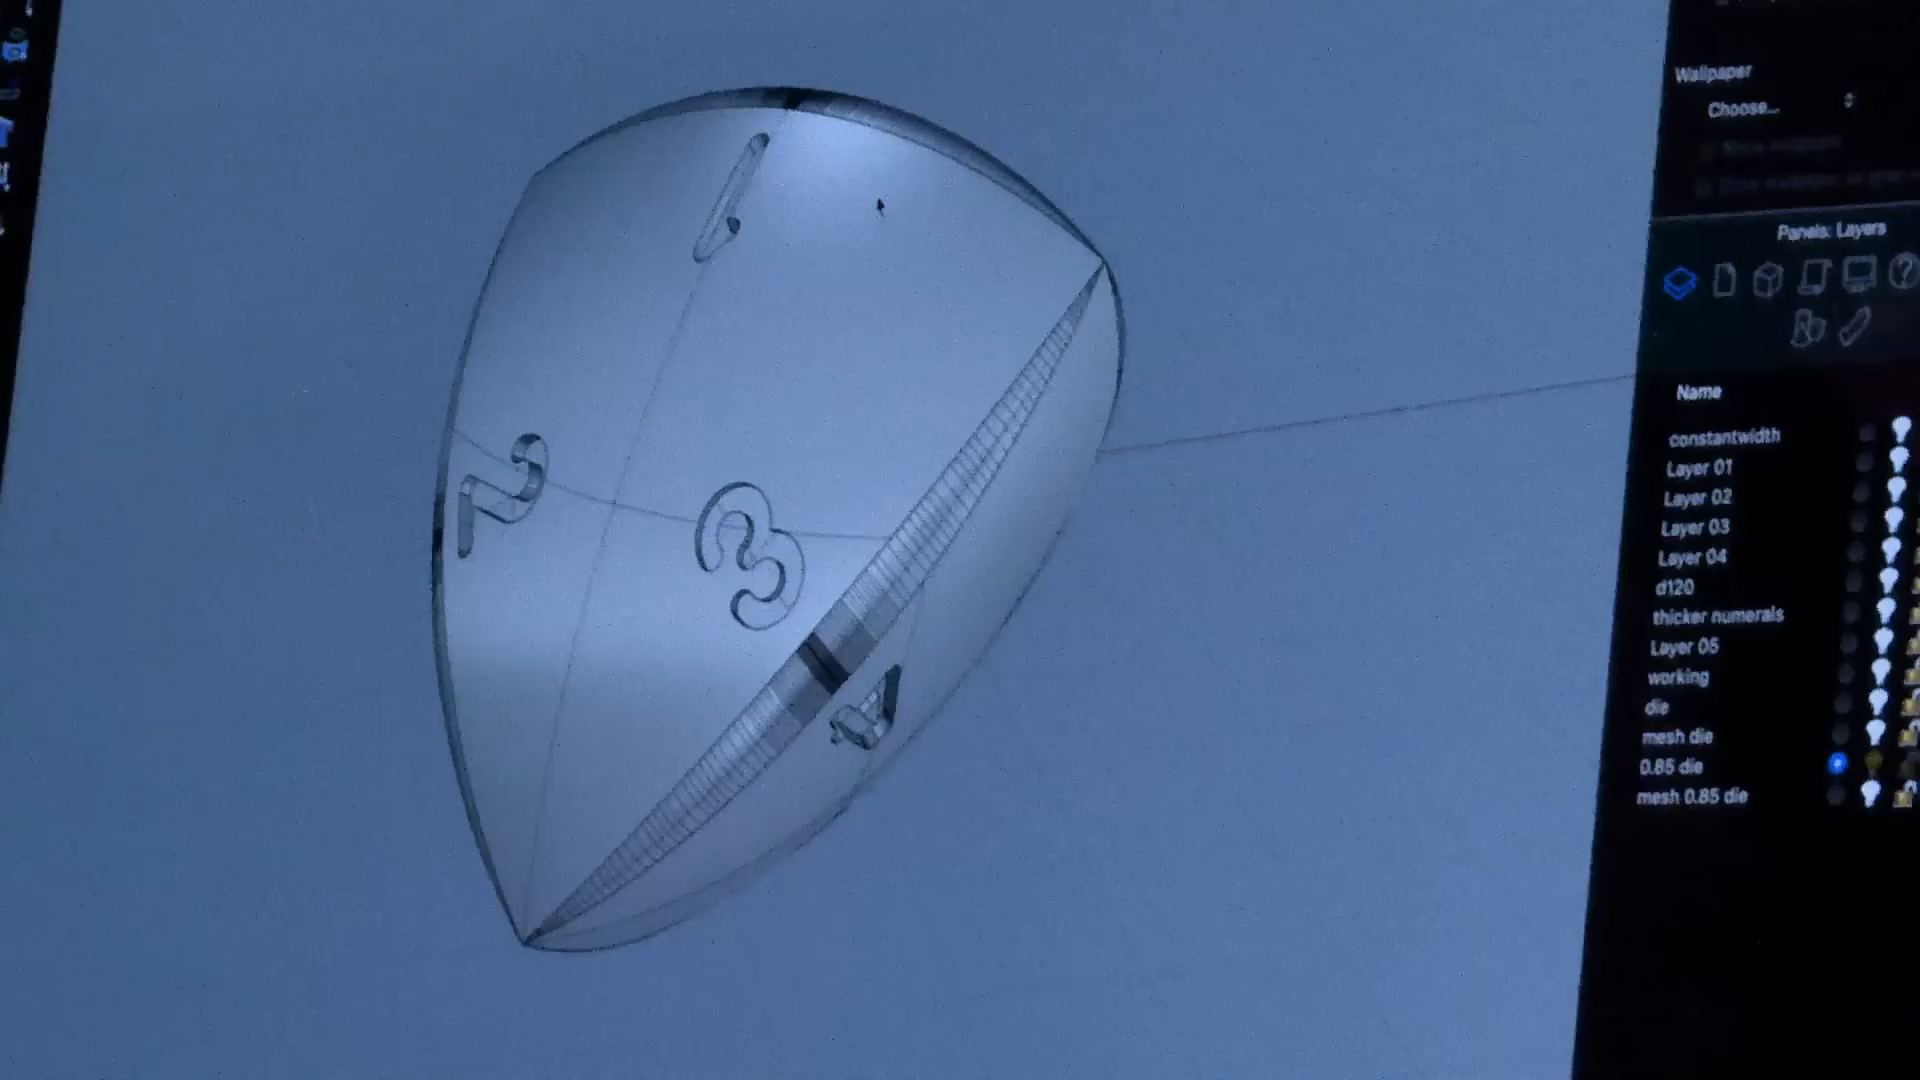 Wallpaper
Choose...
Panels: Layers
Name
constantwidth
Layer 01
Layer 02
Layer 03
Layer 04
d120
thicker numerals
Layer 05
working
die
mesh die
0.85 die
mesh 0.85 die
1
2
3
4